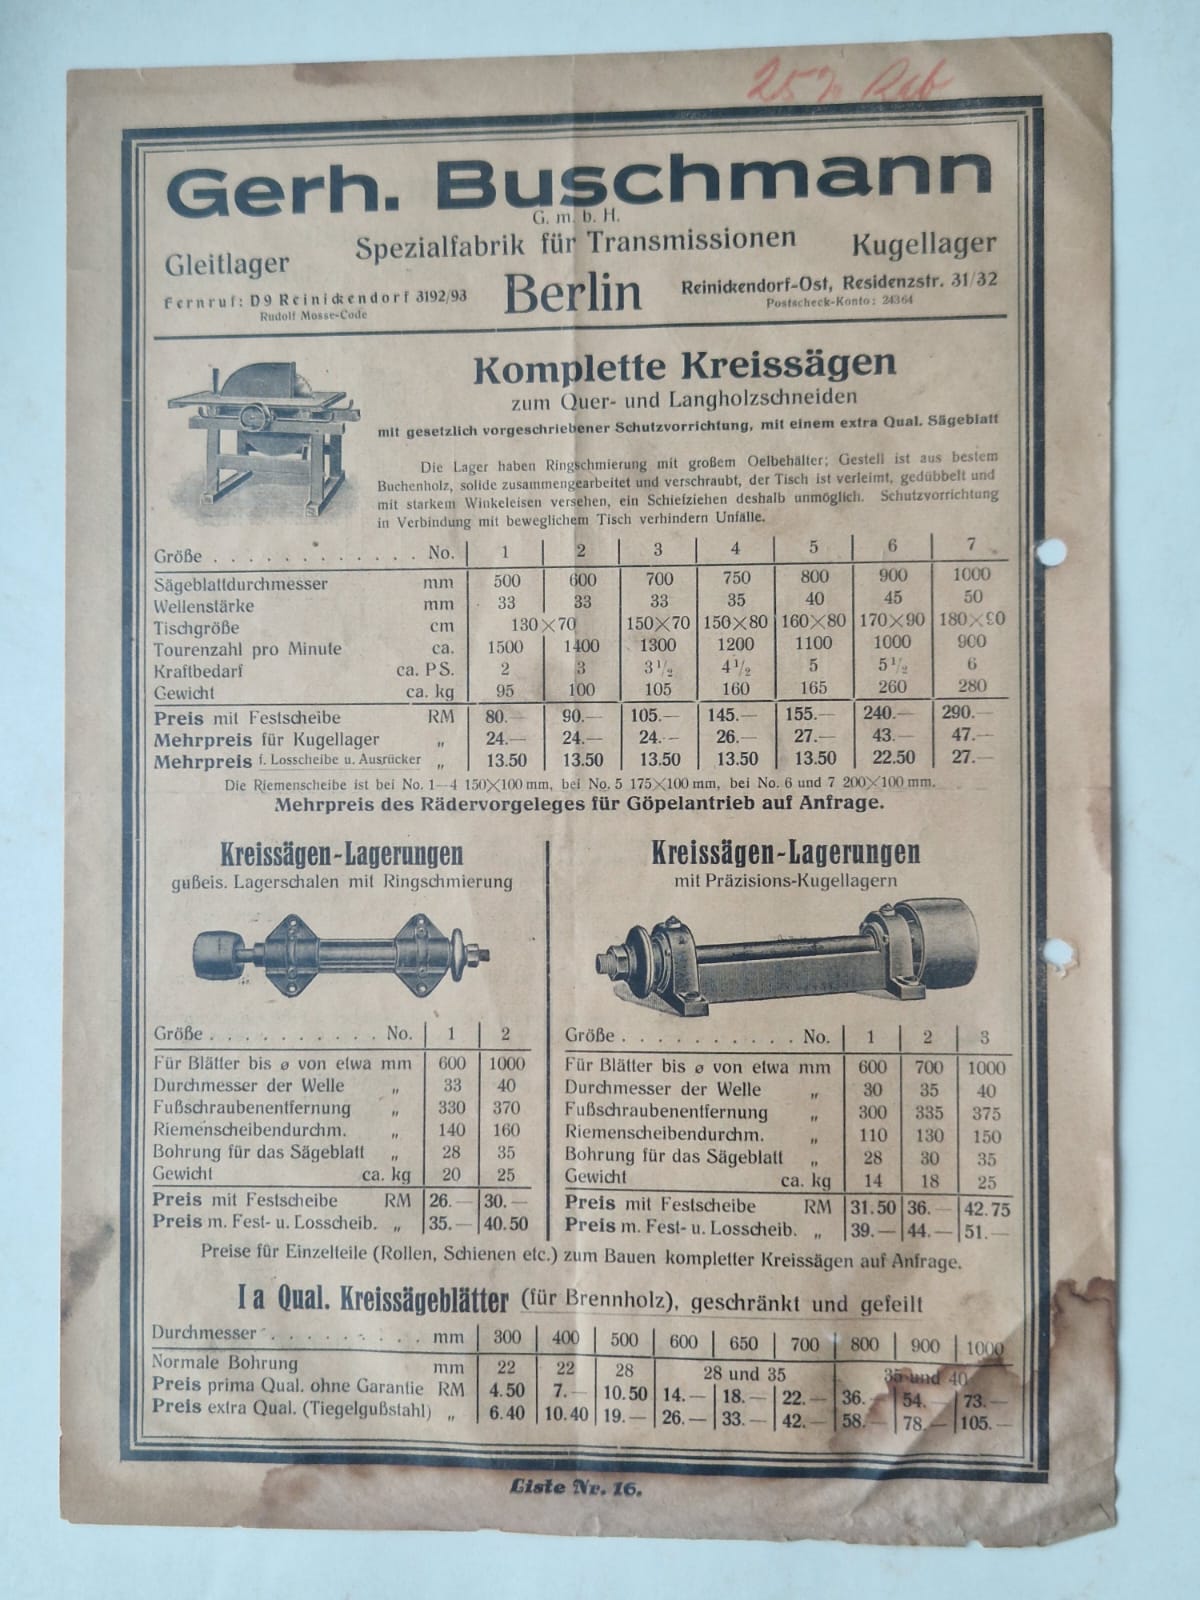 25% Rab
Gerh. Buschmann
G. m. b. H.
Gleitlager Spezialfabrik für Transmissionen Kugellager
Fernruf: D9 Reinickendorf 3192/93 Berlin Reinickendorf-Ost, Residenzstr. 31/32
Rudolf Mosse-Code Postscheck-Konto: 24364
Komplette Kreissägen
zum Quer- und Langholzschneiden
mit gesetzlich vorgeschriebener Schutzvorrichtung, mit einem extra Qual. Sägeblatt
Die Lager haben Ringschmierung mit großem Oelbehälter; Gestell ist aus bestem
Buchenholz, solide zusammengearbeitet und verschraubt, der Tisch ist verleimt, gedübbelt und
mit starkem Winkeleisen versehen, ein Schiefziehen deshalb unmöglich. Schutzvorrichtung
in Verbindung mit beweglichem Tisch verhindern Unfälle.
Größe . . . . . . . . . . . . No. 1 2 3 4 5 6 7
Sägeblattdurchmesser mm 500 600 700 750 800 900 1000
Wellenstärke mm 33 33 33 35 40 45 50
Tischgröße cm 130×70 150×70 150×80 160×80 170×90 180×90
Tourenzahl pro Minute ca. 1500 1400 1300 1200 1100 1000 900
Kraftbedarf ca. PS. 2 3 3½ 4½ 5 5½ 6
Gewicht ca. kg 95 100 105 160 165 260 280
Preis mit Festscheibe RM 80.— 90.— 105.— 145.— 155.— 240.— 290.—
Mehrpreis für Kugellager „ 24.— 24.— 24.— 26.— 27.— 43.— 47.—
Mehrpreis f. Losscheibe u. Ausrücker „ 13.50 13.50 13.50 13.50 13.50 22.50 27.—
Die Riemenscheibe ist bei No. 1—4 150×100 mm, bei No. 5 175×100 mm, bei No. 6 und 7 200×100 mm.
Mehrpreis des Rädervorgeleges für Göpelantrieb auf Anfrage.
Kreissägen-Lagerungen
gußeis. Lagerschalen mit Ringschmierung
Größe . . . . . . . . . . No. 1 2
Für Blätter bis ø von etwa mm 600 1000
Durchmesser der Welle „ 33 40
Fußschraubenentfernung „ 330 370
Riemenscheibendurchm. „ 140 160
Bohrung für das Sägeblatt „ 28 35
Gewicht ca. kg 20 25
Preis mit Festscheibe RM 26.— 30.—
Preis m. Fest- u. Losscheib. „ 35.— 40.50
Kreissägen-Lagerungen
mit Präzisions-Kugellagern
Größe . . . . . . . . . . No. 1 2 3
Für Blätter bis ø von etwa mm 600 700 1000
Durchmesser der Welle „ 30 35 40
Fußschraubenentfernung „ 300 335 375
Riemenscheibendurchm. „ 110 130 150
Bohrung für das Sägeblatt „ 28 30 35
Gewicht ca. kg 14 18 25
Preis mit Festscheibe RM 31.50 36.— 42.75
Preis m. Fest- u. Losscheib. „ 39.— 44.— 51.—
Preise für Einzelteile (Rollen, Schienen etc.) zum Bauen kompletter Kreissägen auf Anfrage.
I a Qual. Kreissägeblätter (für Brennholz), geschränkt und gefeilt
Durchmesser . . . . . . . . . mm 300 400 500 600 650 700 800 900 1000
Normale Bohrung mm 22 22 28 28 und 35 35 und 40
Preis prima Qual. ohne Garantie RM 4.50 7.— 10.50 14.— 18.— 22.— 36.— 54.— 73.—
Preis extra Qual. (Tiegelgußstahl) „ 6.40 10.40 19.— 26.— 33.— 42.— 58.— 78.— 105.—
Liste Nr. 16.